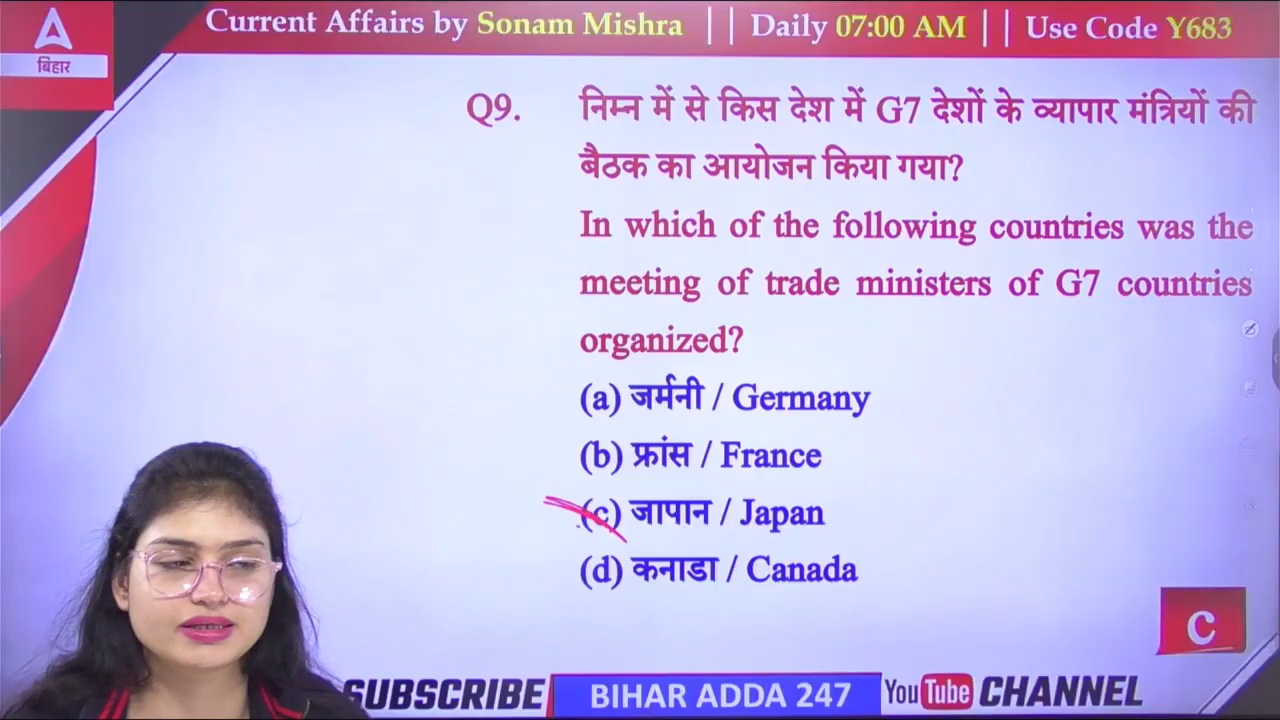 Current Affairs by Sonam Mishra || Daily 07:00 AM || Use Code Y683
A
बिहार
Q9. निम्न में से किस देश में G7 देशों के व्यापार मंत्रियों की
बैठक का आयोजन किया गया?
In which of the following countries was the
meeting of trade ministers of G7 countries
organized?
(a) जर्मनी / Germany
(b) फ्रांस / France
(c) जापान / Japan
(d) कनाडा / Canada
C
SUBSCRIBE BIHAR ADDA 247 YouTube CHANNEL